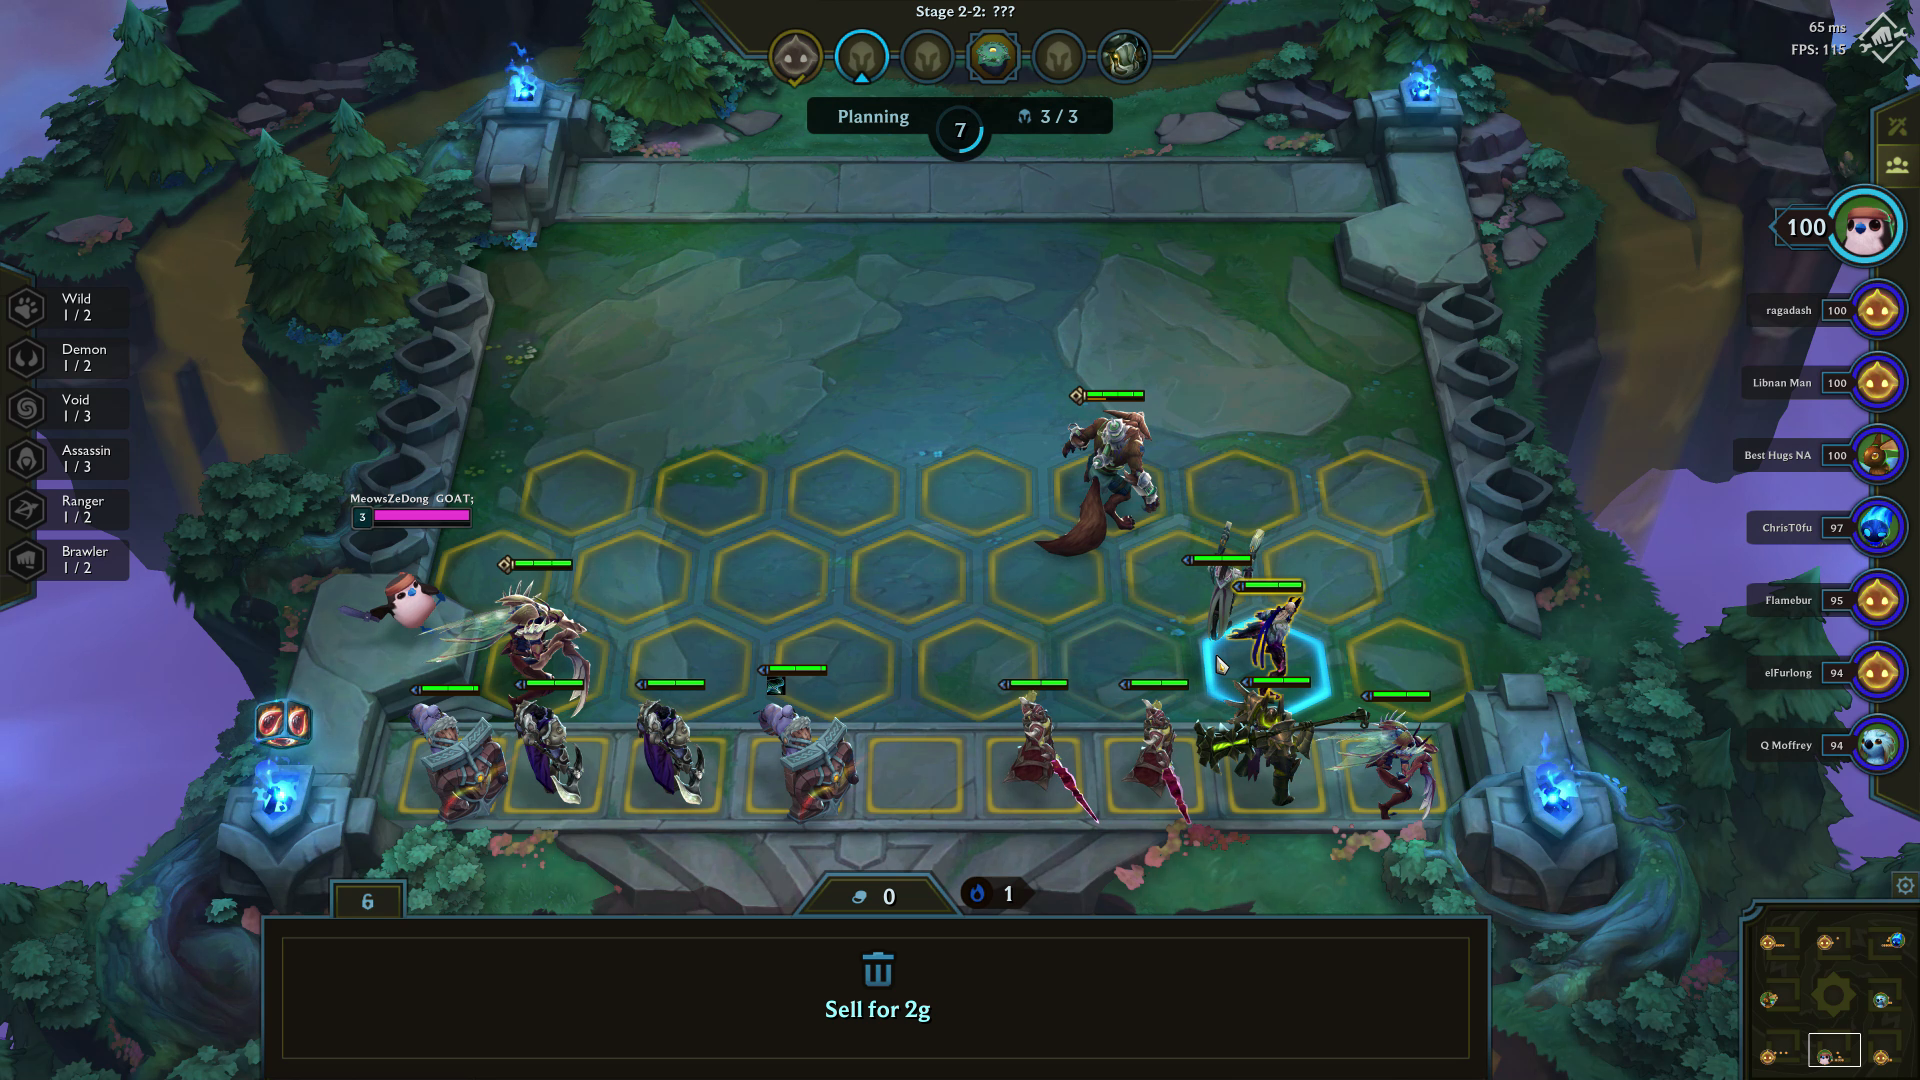 Stage 2-2: ???
65 ms
FPS: 115
Planning
7
3 / 3
100
Wild
1 / 2
Demon
1 / 2
Void
1 / 3
Assassin
1 / 3
Ranger
1 / 2
Brawler
1 / 2
ragadash 100
Libnan Man 100
Best Hugs NA 100
ChrisT0fu 97
Flamebur 95
elFurlong 94
Q Moffrey 94
MeowsZeDong GOAT;
3
6
0
1
Sell for 2g